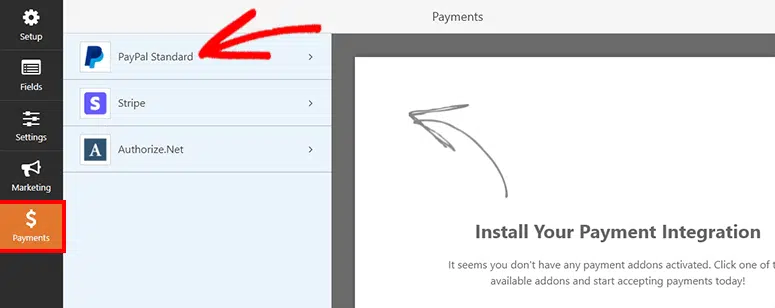 Setup
Fields
Settings
Marketing
$
Payments
PayPal Standard
S
Stripe
A
Authorize.Net
Payments
Install Your Payment Integration
It seems you don't have any payment addons activated. Click one of t
available addons and start accepting payments today!